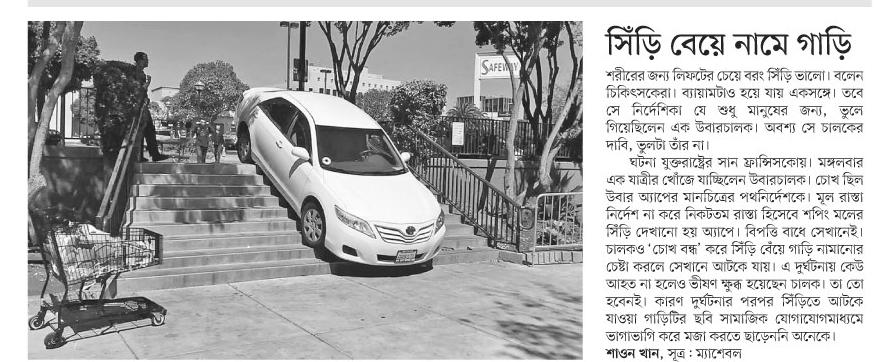 SAFEWAY
সিঁড়ি বেয়ে নামে গাড়ি
শরীরের জন্য লিফটের চেয়ে বরং সিঁড়ি ভালো। বলেন
চিকিৎসকেরা। ব্যায়ামটাও হয়ে যায় একসঙ্গে। তবে
সে নির্দেশিকা যে শুধু মানুষের জন্য, ভুলে
গিয়েছিলেন এক উবারচালক। অবশ্য সে চালকের
দাবি, ভুলটা তাঁর না।
ঘটনা যুক্তরাষ্ট্রের সান ফ্রান্সিসকোয়। মঙ্গলবার
এক যাত্রীর খোঁজে যাচ্ছিলেন উবারচালক। চোখ ছিল
উবার অ্যাপের মানচিত্রের পথনির্দেশকে। মূল রাস্তা
নির্দেশ না করে নিকটতম রাস্তা হিসেবে শপিং মলের
সিঁড়ি দেখানো হয় অ্যাপে। বিপত্তি বাধে সেখানেই।
চালকও ‘চোখ বন্ধ’ করে সিঁড়ি বেঁয়ে গাড়ি নামানোর
চেষ্টা করলে সেখানে আটকে যায়। এ দুর্ঘটনায় কেউ
আহত না হলেও ভীষণ ক্ষুব্ধ হয়েছেন চালক। তা তো
হবেনই। কারণ দুর্ঘটনার পরপর সিঁড়িতে আটকে
যাওয়া গাড়িটির ছবি সামাজিক যোগাযোগমাধ্যমে
ভাগাভাগি করে মজা করতে ছাড়েননি অনেকে।
শাওন খান, সূত্র : ম্যাশেবল